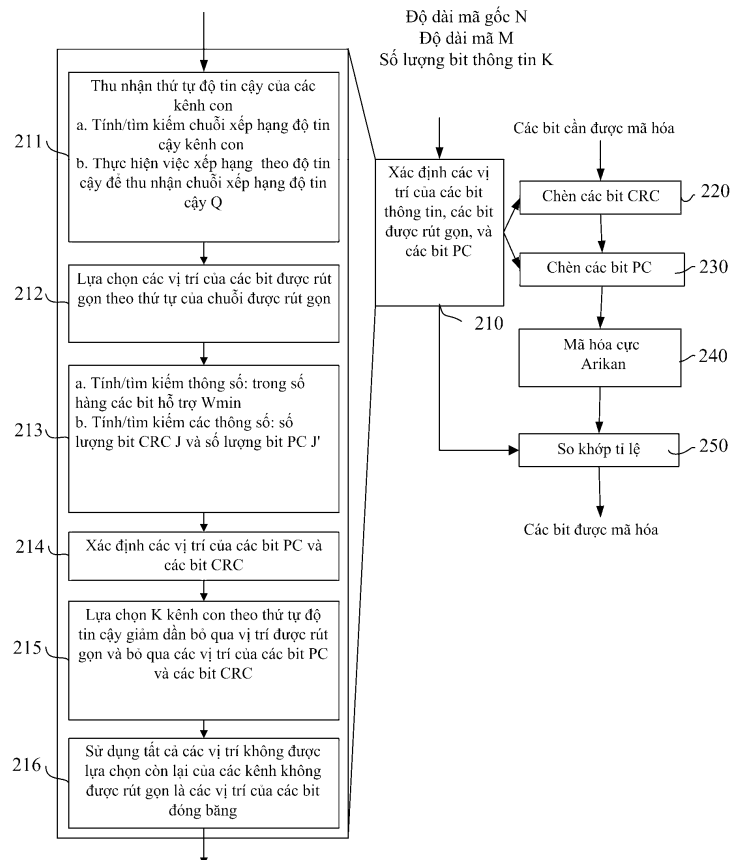 Độ dài mã gốc N
Độ dài mã M
Số lượng bit thông tin K
Thu nhận thứ tự độ tin cậy của các
kênh con
a. Tính/tìm kiếm chuỗi xếp hạng độ tin
cậy kênh con
b. Thực hiện việc xếp hạng theo độ tin
cậy để thu nhận chuỗi xếp hạng độ tin
cậy Q
211
Lựa chọn các vị trí của các bit được rút
gọn theo thứ tự của chuỗi được rút gọn
212
a. Tính/tìm kiếm thông số: trong số
hàng các bit hỗ trợ Wmin
b. Tính/tìm kiếm các thông số: số
lượng bit CRC J và số lượng bit PC J'
213
Xác định các vị trí của các bit PC và
các bit CRC
214
Lựa chọn K kênh con theo thứ tự độ
tin cậy giảm dần bỏ qua vị trí được rút
gọn và bỏ qua các vị trí của các bit PC
và các bit CRC
215
Sử dụng tất cả các vị trí không được
lựa chọn còn lại của các kênh không
được rút gọn là các vị trí của các bit
đóng băng
216
Xác định các vị
trí của các bit
thông tin, các bit
được rút gọn, và
các bit PC
210
Các bit cần được mã hóa
Chèn các bit CRC
220
Chèn các bit PC
230
Mã hóa cực
Arikan
240
So khớp tỉ lệ
250
Các bit được mã hóa